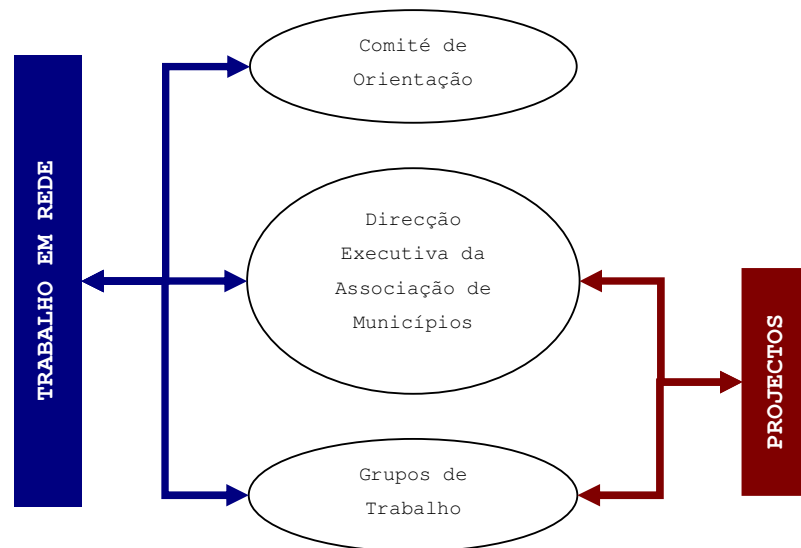 Comité de
Orientação
TRABALHO EM REDE
Direcção
Executiva da
Associação de
Municípios
PROJECTOS
Grupos de
Trabalho